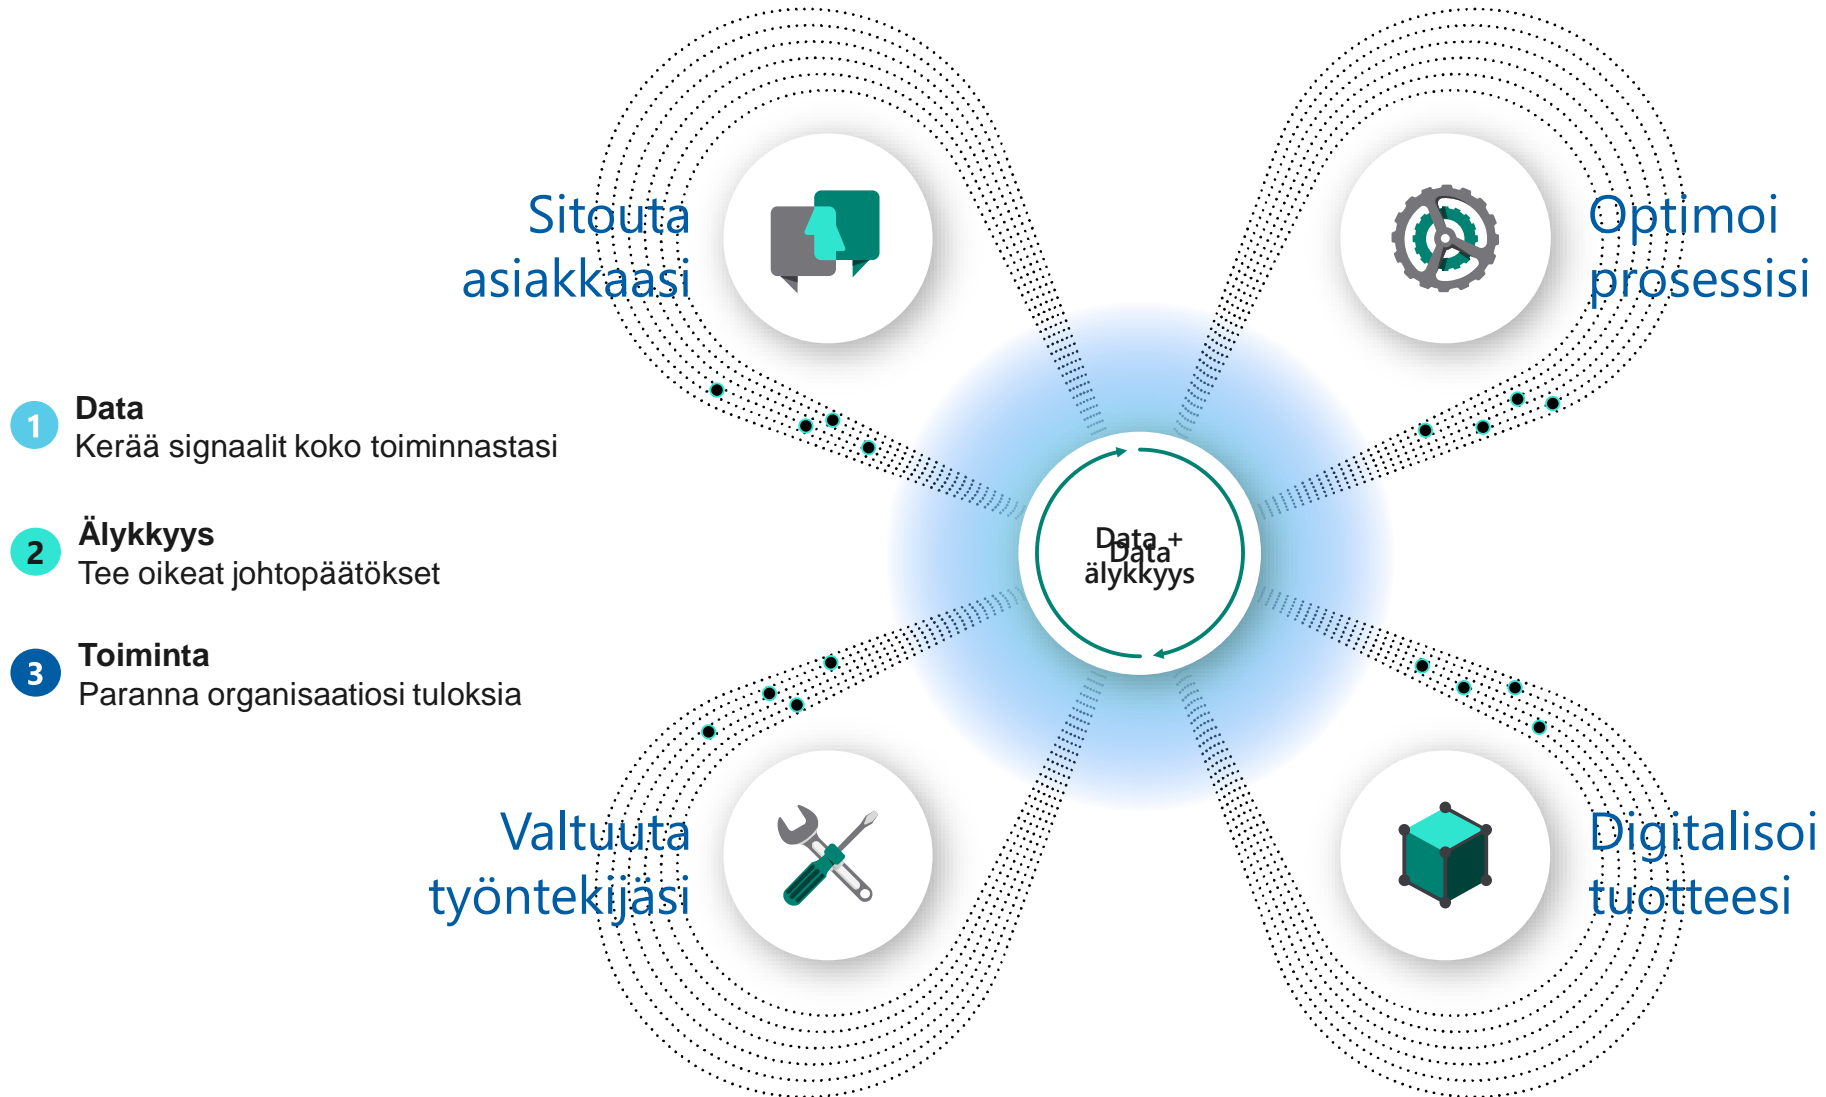 Sitouta
asiakkaasi
Optimoi
prosessisi
1
Data
Kerää signaalit koko toiminnastasi
2
Älykkyys
Tee oikeat johtopäätökset
3
Toiminta
Paranna organisaatiosi tuloksia
Data +
Data
älykkyys
Valtuuta
työntekijäsi
Digitalisoi
tuotteesi